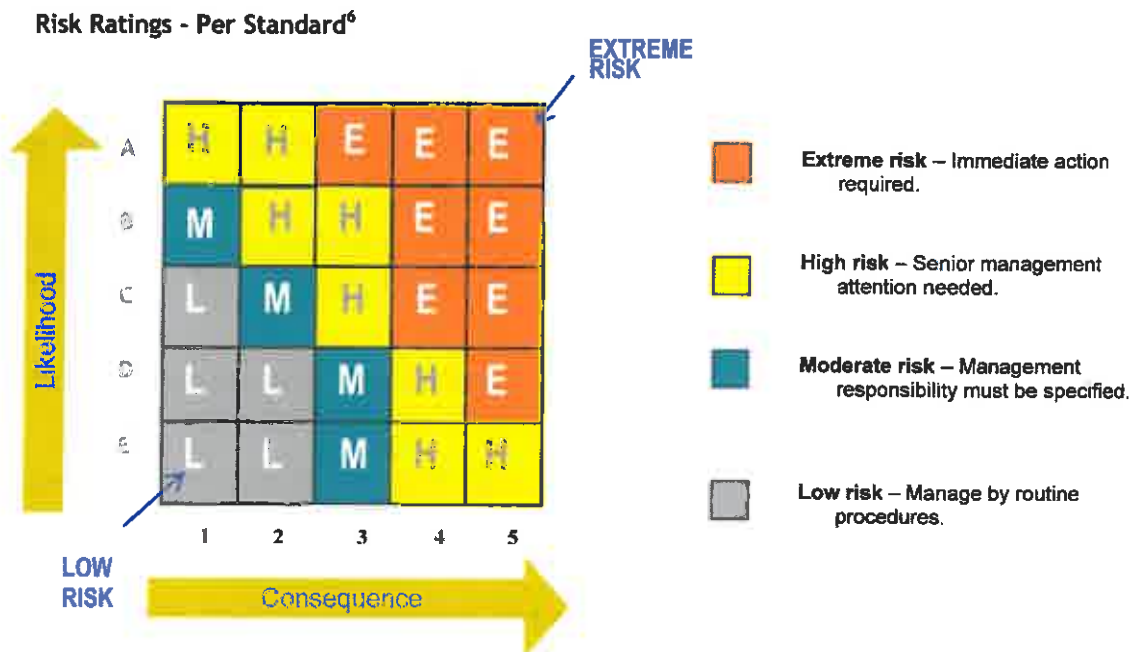 Risk Ratings - Per Standard⁶
EXTREME
RISK
A H H E E E
B M H H E E
C L M H E E
D L L M H E
E L L M H H
1 2 3 4 5
Likelihood
LOW
RISK
Consequence
Extreme risk – Immediate action
required.
High risk – Senior management
attention needed.
Moderate risk – Management
responsibility must be specified.
Low risk – Manage by routine
procedures.